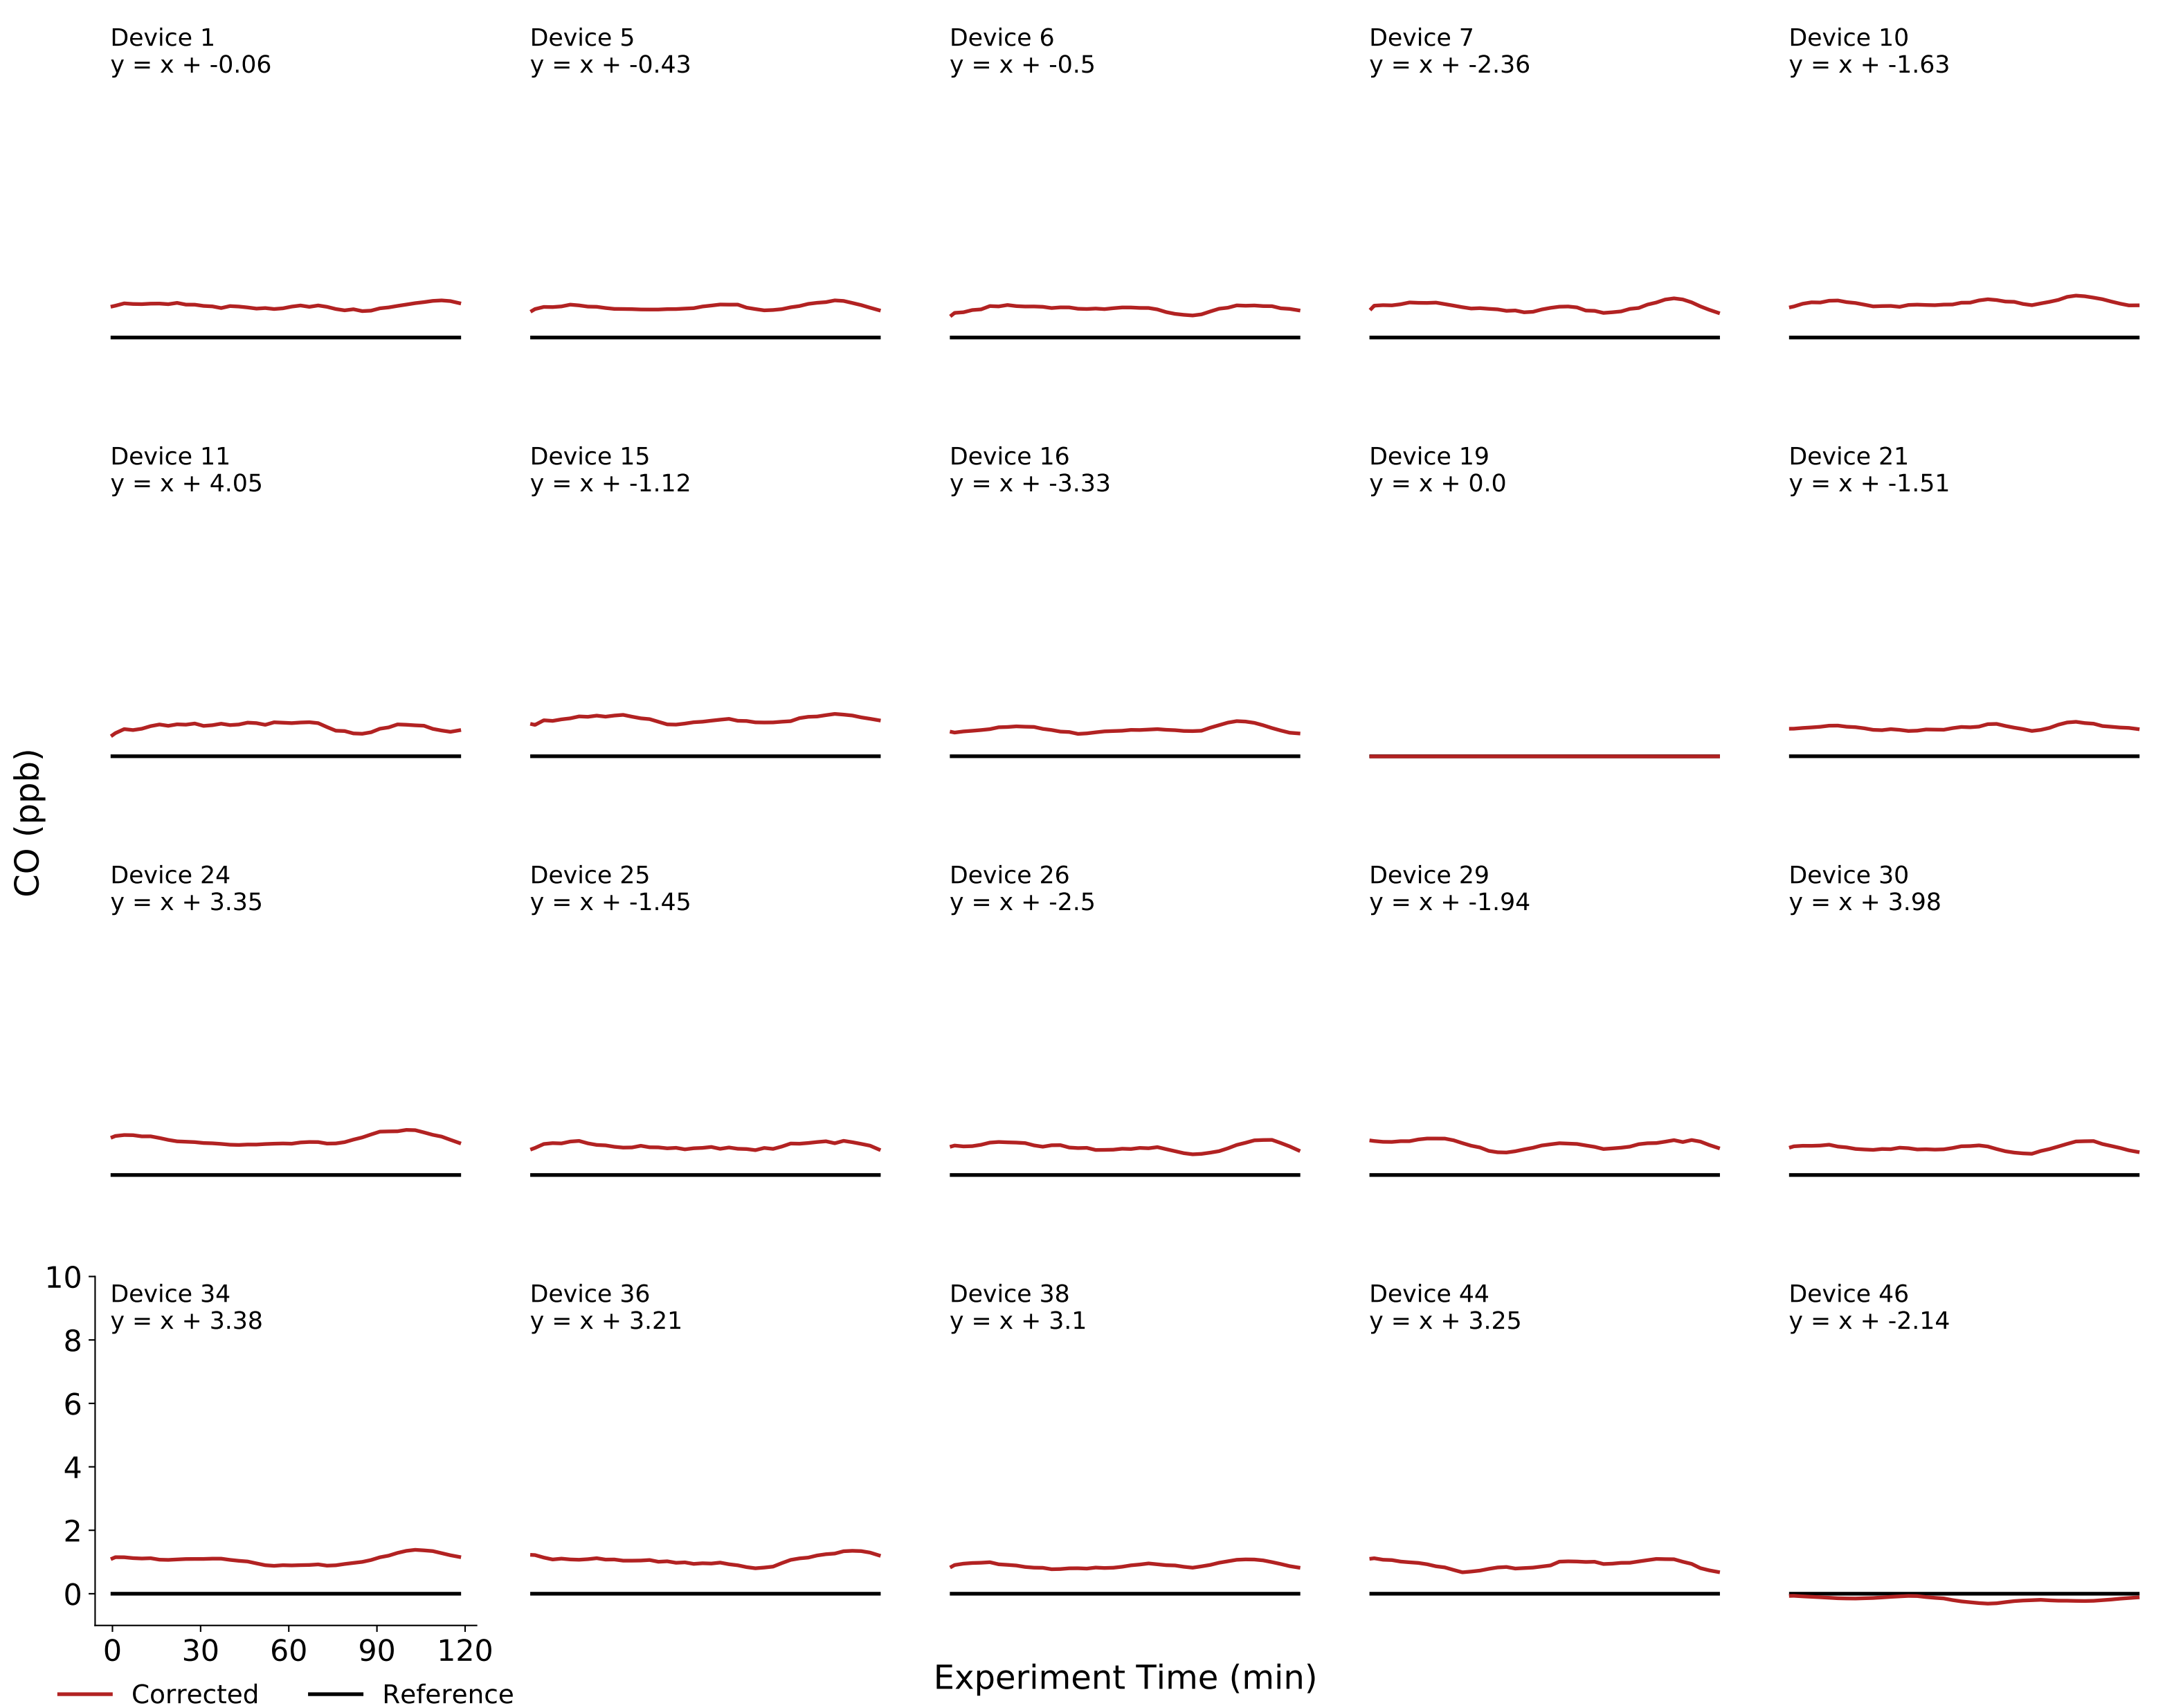 Device 1
y = x + -0.06
Device 5
y = x + -0.43
Device 6
y = x + -0.5
Device 7
y = x + -2.36
Device 10
y = x + -1.63
Device 11
y = x + 4.05
Device 15
y = x + -1.12
Device 16
y = x + -3.33
Device 19
y = x + 0.0
Device 21
y = x + -1.51
CO (ppb)
Device 24
y = x + 3.35
Device 25
y = x + -1.45
Device 26
y = x + -2.5
Device 29
y = x + -1.94
Device 30
y = x + 3.98
Device 34
y = x + 3.38
Device 36
y = x + 3.21
Device 38
y = x + 3.1
Device 44
y = x + 3.25
Device 46
y = x + -2.14
10
8
6
4
2
0
0 30 60 90 120
Experiment Time (min)
Corrected Reference